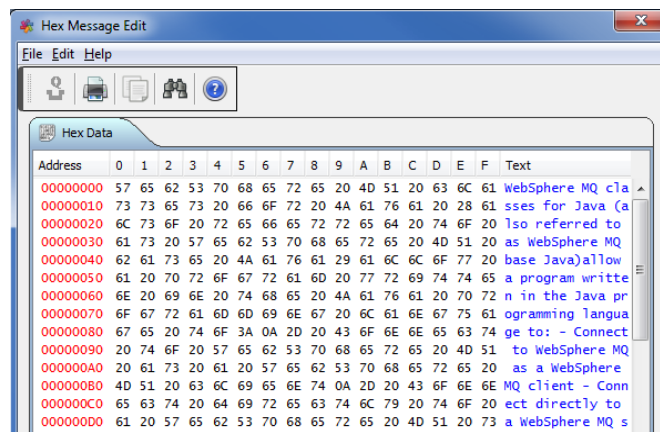 Hex Message Edit
File Edit Help
Hex Data
Address 0 1 2 3 4 5 6 7 8 9 A B C D E F Text
00000000 57 65 62 53 70 68 65 72 65 20 4D 51 20 63 6C 61 WebSphere MQ cla
00000010 73 73 65 73 20 66 6F 72 20 4A 61 76 61 20 28 61 sses for Java (a
00000020 6C 73 6F 20 72 65 66 65 72 72 65 64 20 74 6F 20 lso referred to
00000030 61 73 20 57 65 62 53 70 68 65 72 65 20 4D 51 20 as WebSphere MQ
00000040 62 61 73 65 20 4A 61 76 61 29 61 6C 6C 6F 77 20 base Java)allow
00000050 61 20 70 72 6F 67 72 61 6D 20 77 72 69 74 74 65 a program writte
00000060 6E 20 69 6E 20 74 68 65 20 4A 61 76 61 20 70 72 n in the Java pr
00000070 6F 67 72 61 6D 6D 69 6E 67 20 6C 61 6E 67 75 61 ogramming langua
00000080 67 65 20 74 6F 3A 0A 2D 20 43 6F 6E 6E 65 63 74 ge to: - Connect
00000090 20 74 6F 20 57 65 62 53 70 68 65 72 65 20 4D 51 to WebSphere MQ
000000A0 20 61 73 20 61 20 57 65 62 53 70 68 65 72 65 20 as a WebSphere
000000B0 4D 51 20 63 6C 69 65 6E 74 0A 2D 20 43 6F 6E 6E MQ client - Conn
000000C0 65 63 74 20 64 69 72 65 63 74 6C 79 20 74 6F 20 ect directly to
000000D0 61 20 57 65 62 53 70 68 65 72 65 20 4D 51 20 73 a WebSphere MQ s